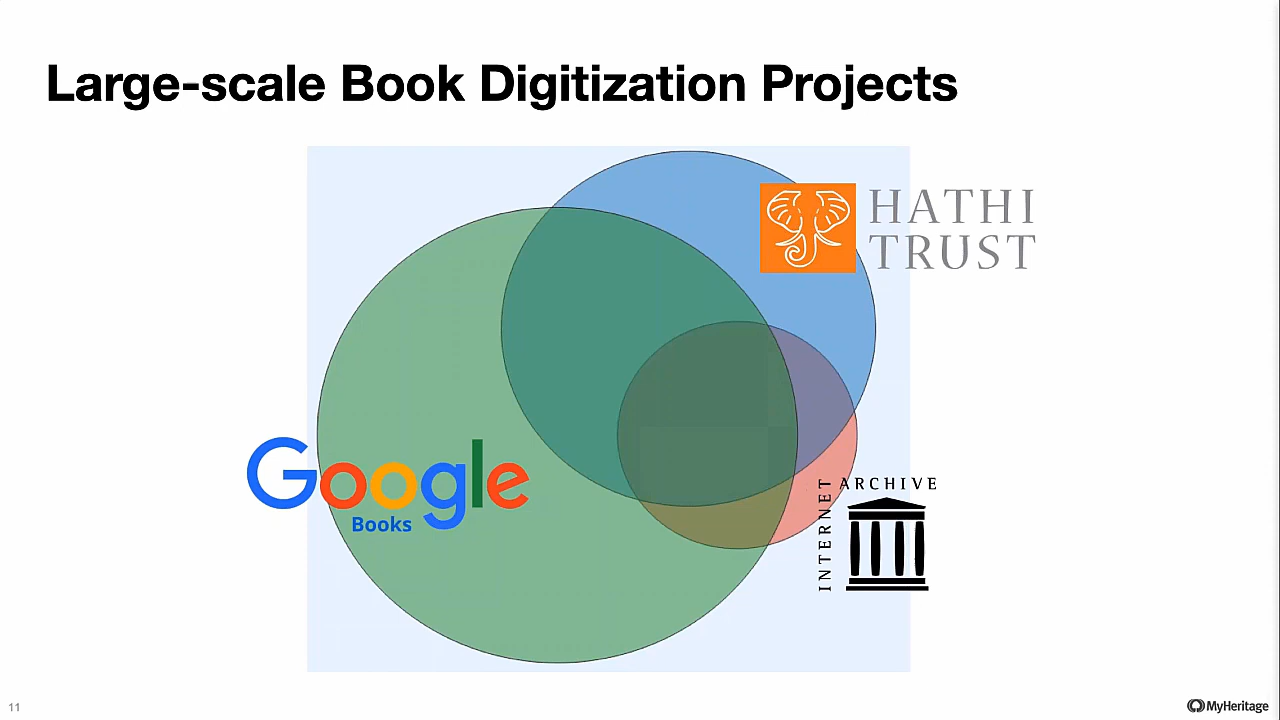 Large-scale Book Digitization Projects
HATHI
TRUST
Google
Books
INTERNET
ARCHIVE
11
MyHeritage